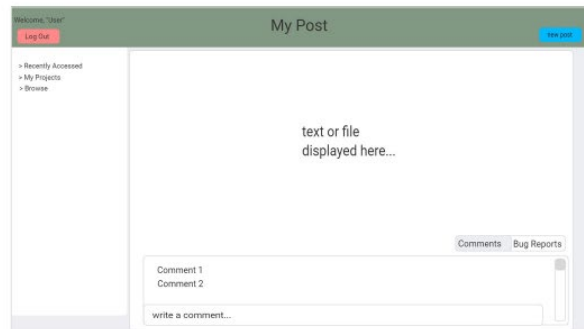 Welcome, "User"
My Post
Log Out
new post
> Recently Accessed
> My Projects
> Browse
text or file
displayed here...
Comments Bug Reports
Comment 1
Comment 2
write a comment...